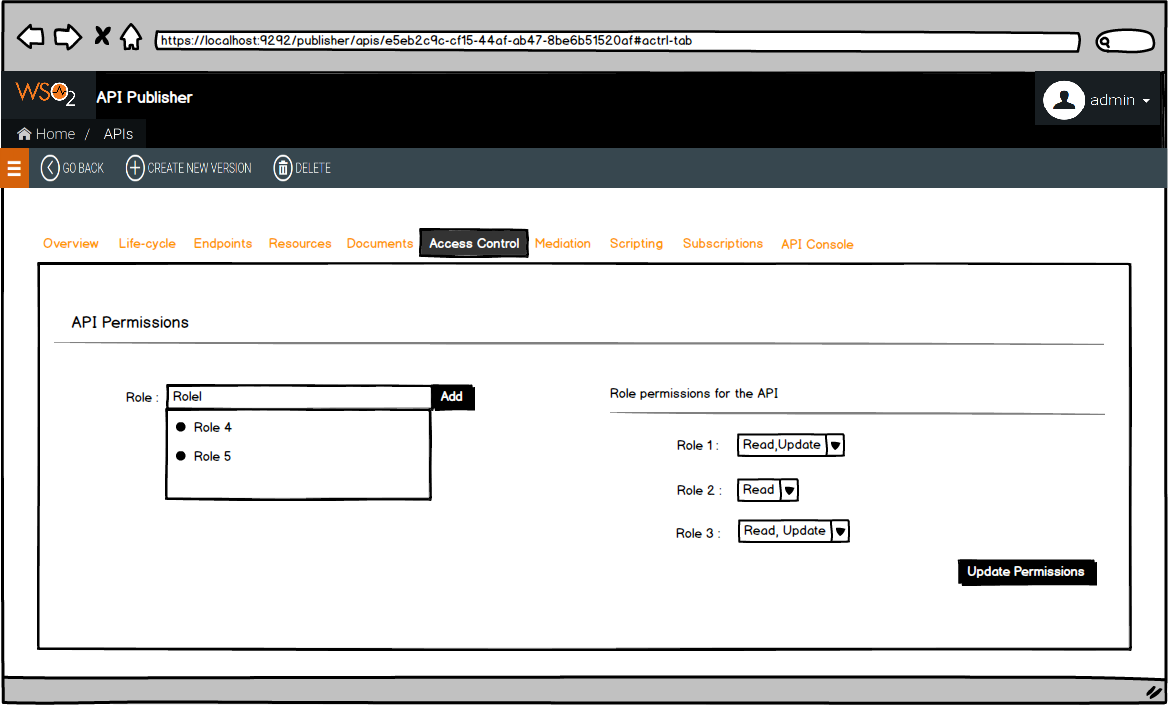 https://localhost:9292/publisher/apis/e5eb2c9c-cf15-44af-ab47-8be6b51520af#actrl-tab
WSO2 API Publisher
admin
Home / APIs
GO BACK CREATE NEW VERSION DELETE
Overview Life-cycle Endpoints Resources Documents Access Control Mediation Scripting Subscriptions API Console
API Permissions
Role : Rolel Add
Role 4
Role 5
Role permissions for the API
Role 1 : Read,Update
Role 2 : Read
Role 3 : Read, Update
Update Permissions